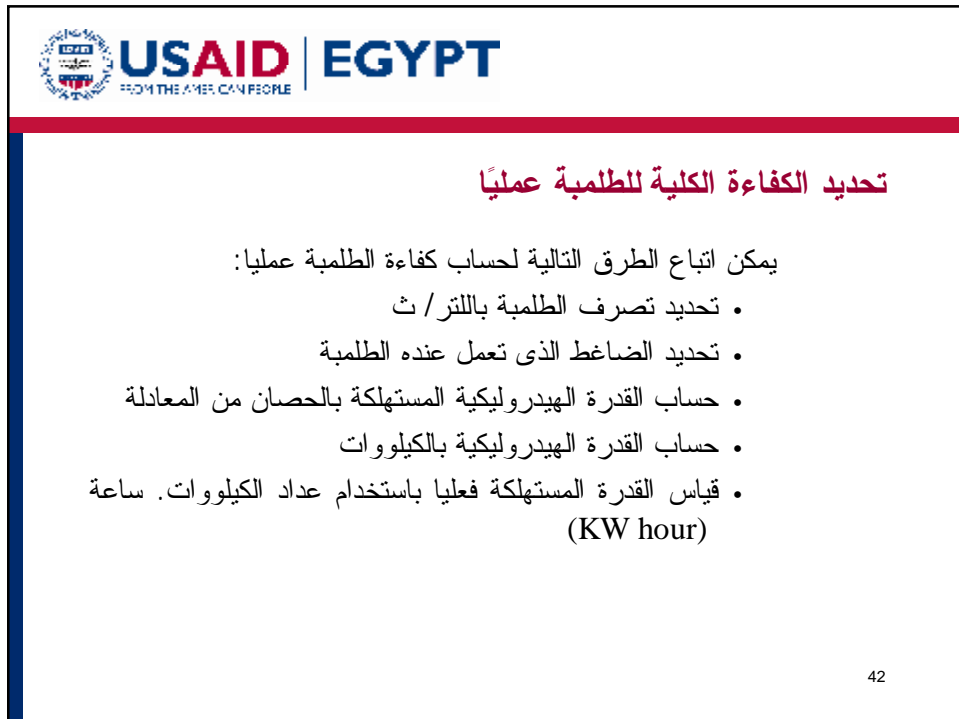 USAID | EGYPT
FROM THE AMERICAN PEOPLE
تحديد الكفاءة الكلية للطلمبة عمليًا
يمكن اتباع الطرق التالية لحساب كفاءة الطلمبة عمليا:
• تحديد تصرف الطلمبة باللتر/ ث
• تحديد الضاغط الذى تعمل عنده الطلمبة
• حساب القدرة الهيدروليكية المستهلكة بالحصان من المعادلة
• حساب القدرة الهيدروليكية بالكيلووات
• قياس القدرة المستهلكة فعليا باستخدام عداد الكيلووات. ساعة
(KW hour)
42